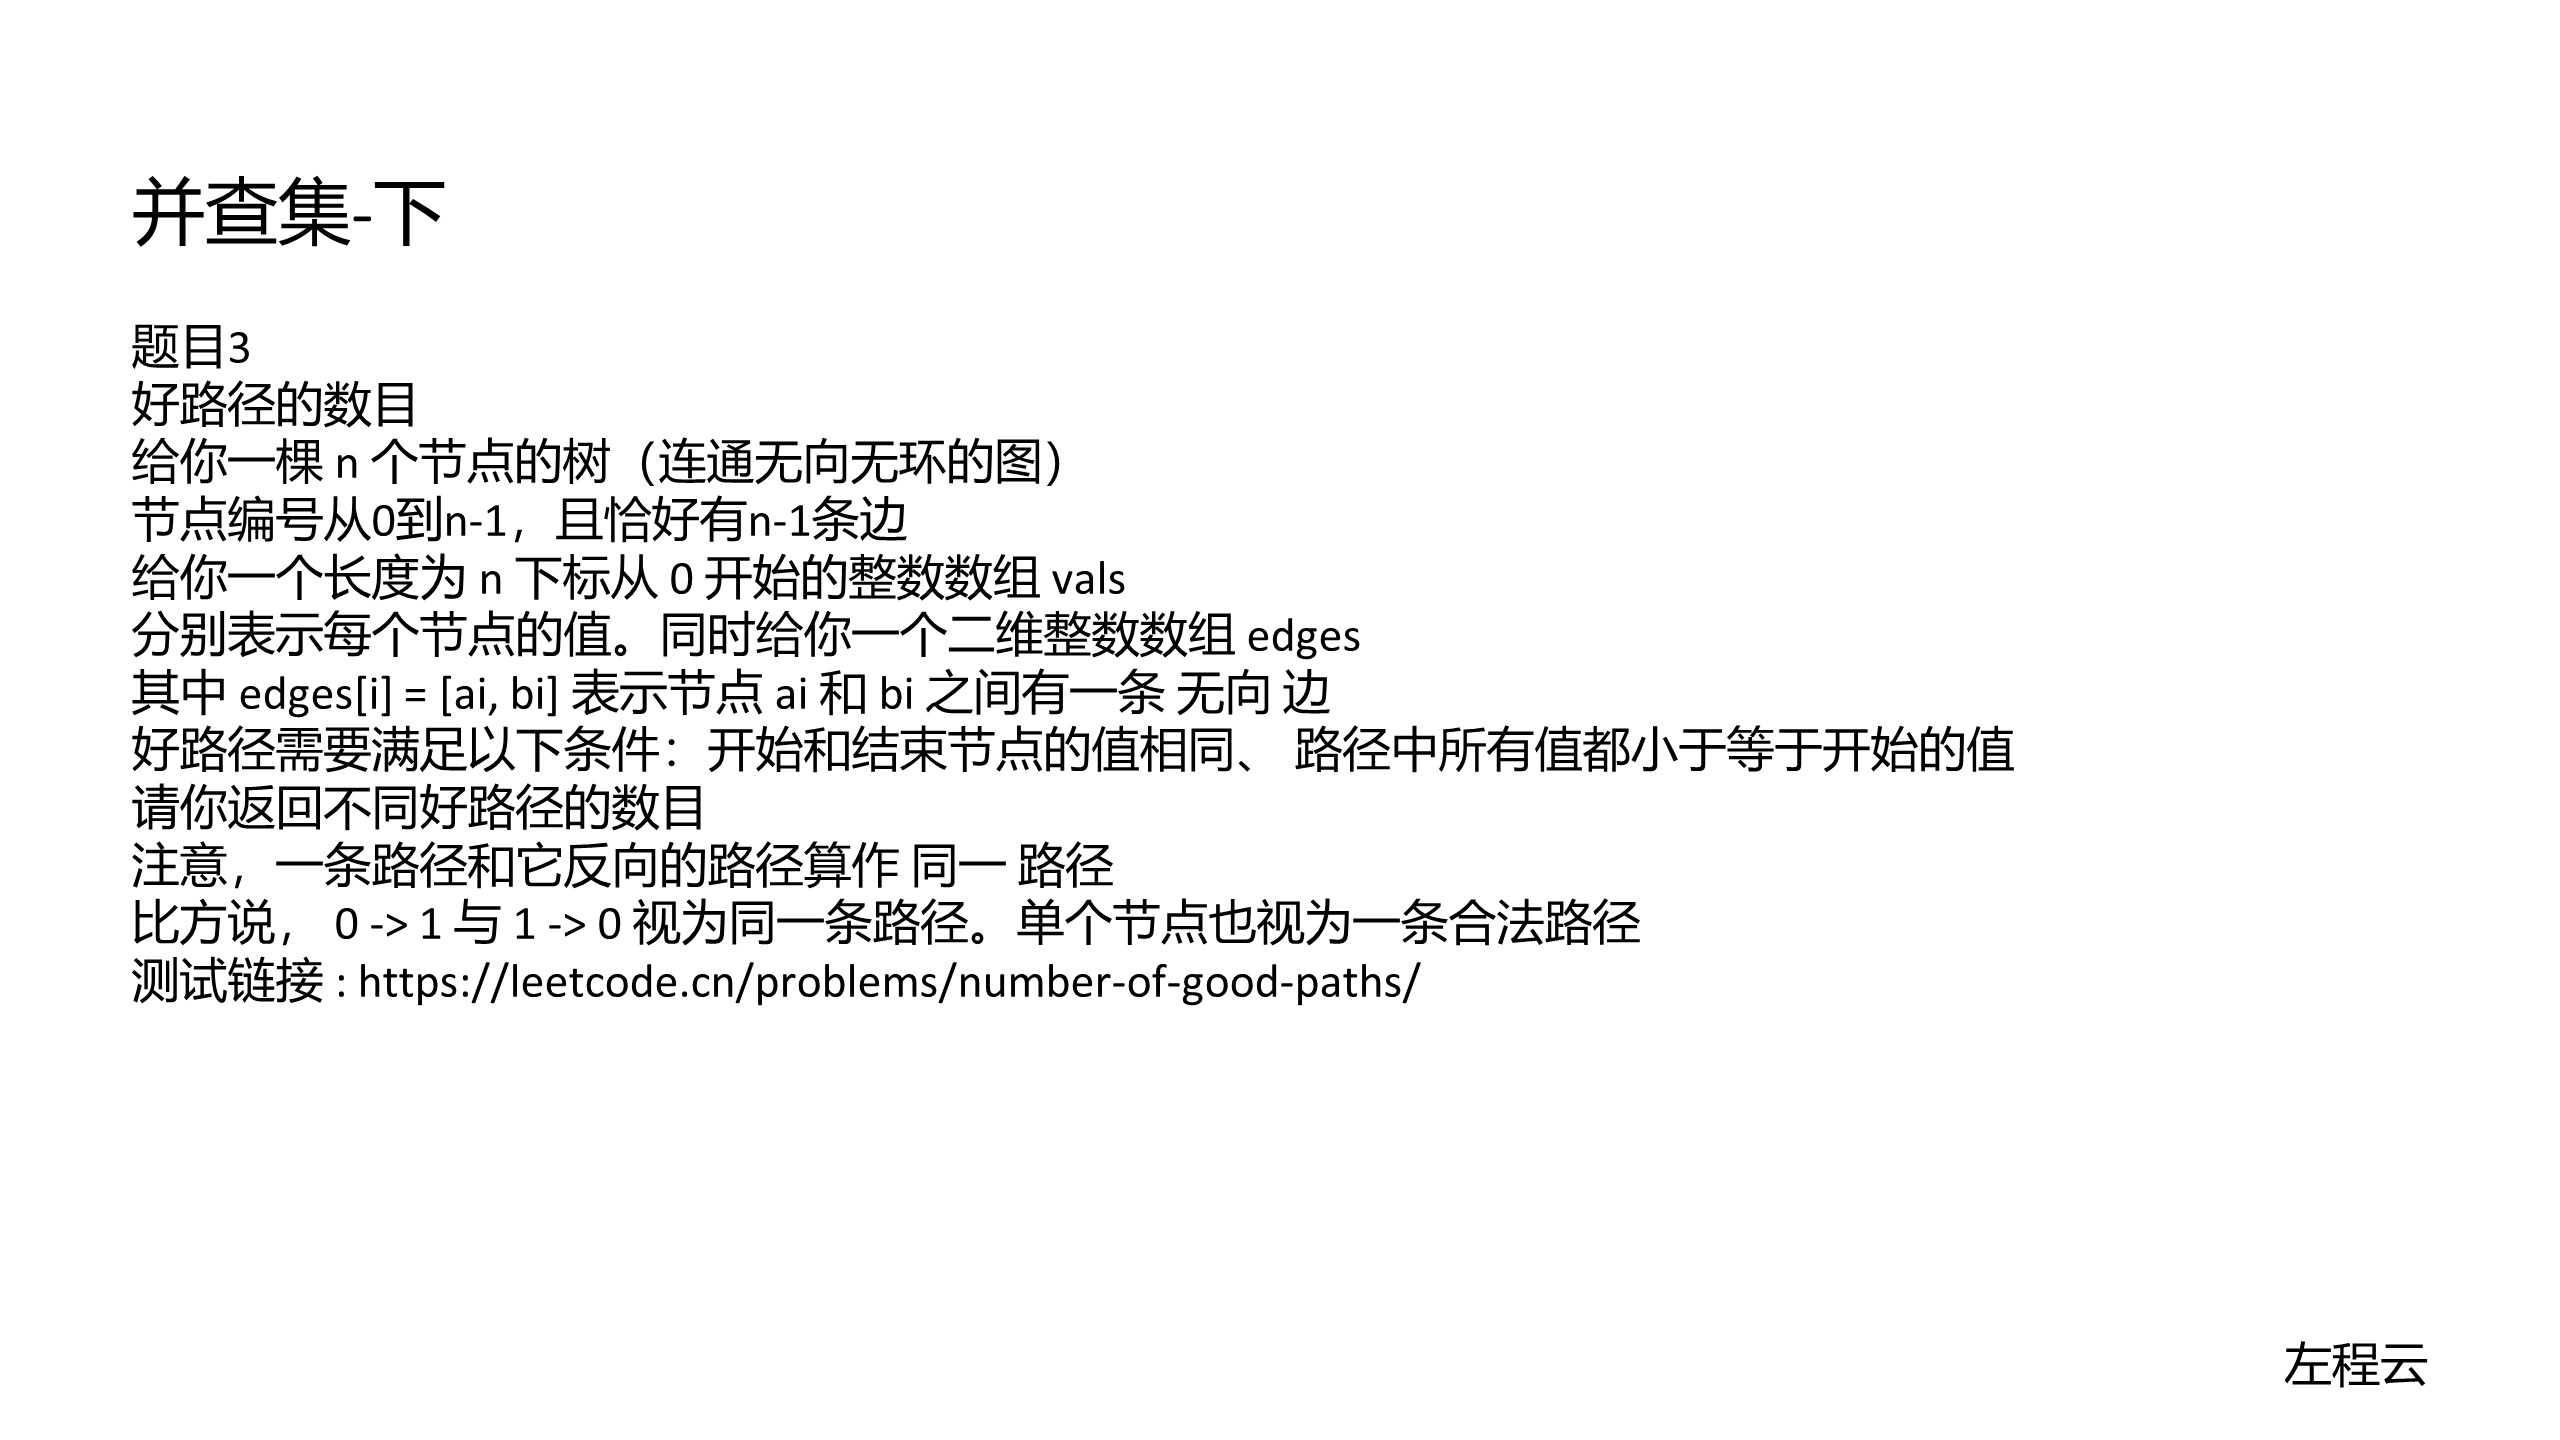 并查集-下
题目3
好路径的数目
给你一棵 n 个节点的树（连通无向无环的图）
节点编号从0到n-1，且恰好有n-1条边
给你一个长度为 n 下标从 0 开始的整数数组 vals
分别表示每个节点的值。同时给你一个二维整数数组 edges
其中 edges[i] = [ai, bi] 表示节点 ai 和 bi 之间有一条 无向 边
好路径需要满足以下条件：开始和结束节点的值相同、 路径中所有值都小于等于开始的值
请你返回不同好路径的数目
注意，一条路径和它反向的路径算作 同一 路径
比方说， 0 -> 1 与 1 -> 0 视为同一条路径。单个节点也视为一条合法路径
测试链接 : https://leetcode.cn/problems/number-of-good-paths/
左程云